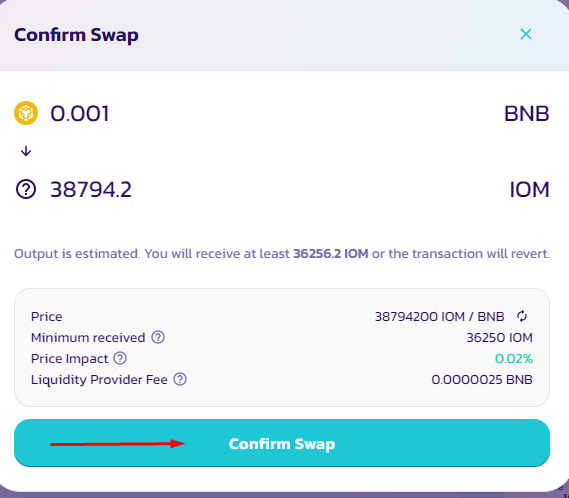 Confirm Swap
0.001 BNB
38794.2 IOM
Output is estimated. You will receive at least 36256.2 IOM or the transaction will revert.
Price 38794200 IOM / BNB
Minimum received 36250 IOM
Price Impact 0.02%
Liquidity Provider Fee 0.0000025 BNB
Confirm Swap